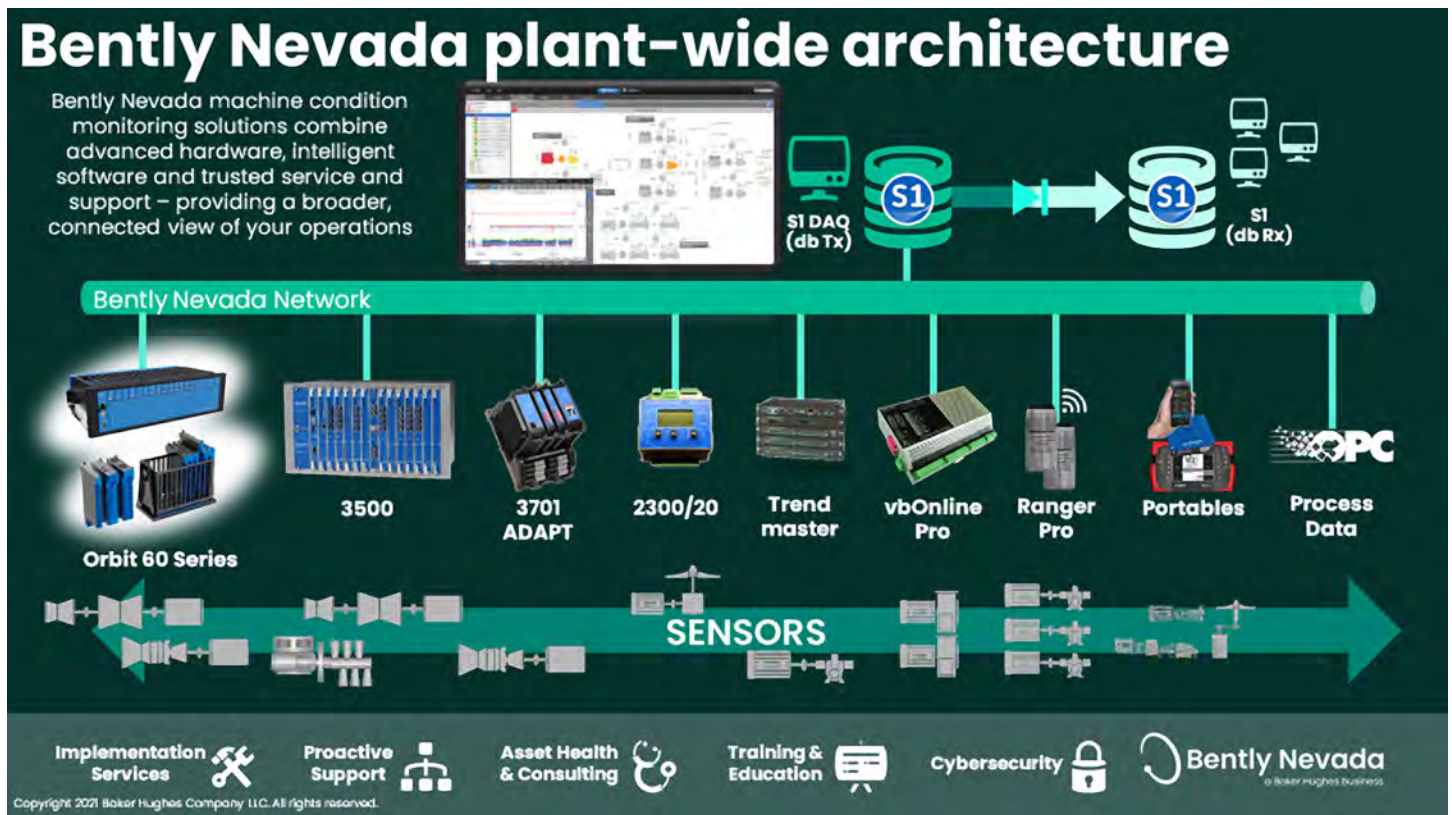 Bently Nevada plant-wide architecture
Bently Nevada machine condition
monitoring solutions combine
advanced hardware, intelligent
software and trusted service and
support – providing a broader,
connected view of your operations
S1 DAQ
(db Tx)
S1
S1
S1
(db Rx)
Bently Nevada Network
Orbit 60 Series
3500
3701
ADAPT
2300/20
Trend
master
vbOnline
Pro
Ranger
Pro
Portables
OPC
Process
Data
SENSORS
Implementation
Services
Proactive
Support
Asset Health
& Consulting
Training &
Education
Cybersecurity
Bently Nevada
a Baker Hughes business
Copyright 2021 Baker Hughes Company LLC. All rights reserved.